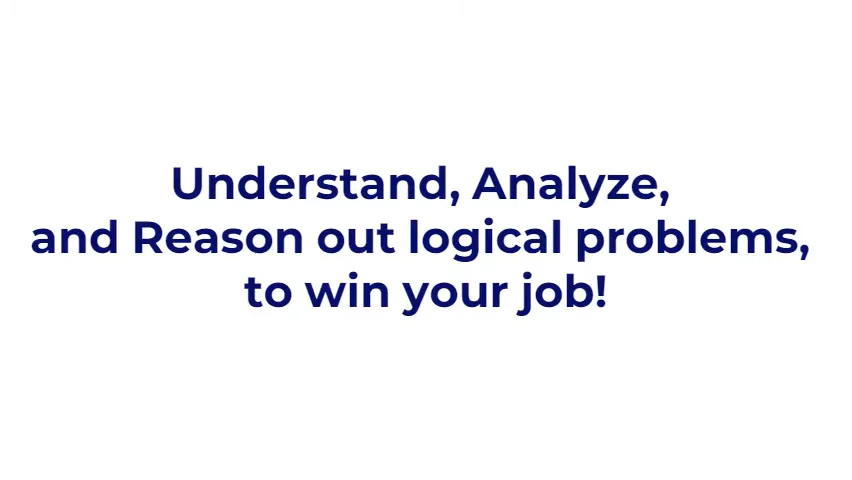 Understand, Analyze,
and Reason out logical problems,
to win your job!